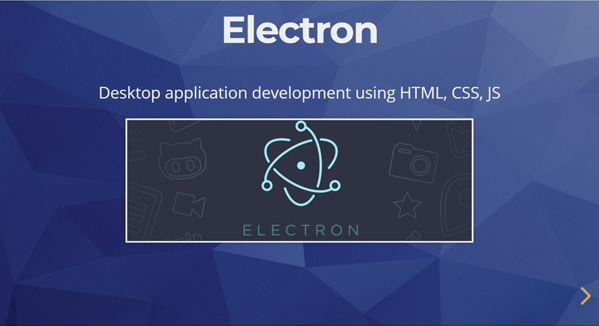 Electron
Desktop application development using HTML, CSS, JS
ELECTRON